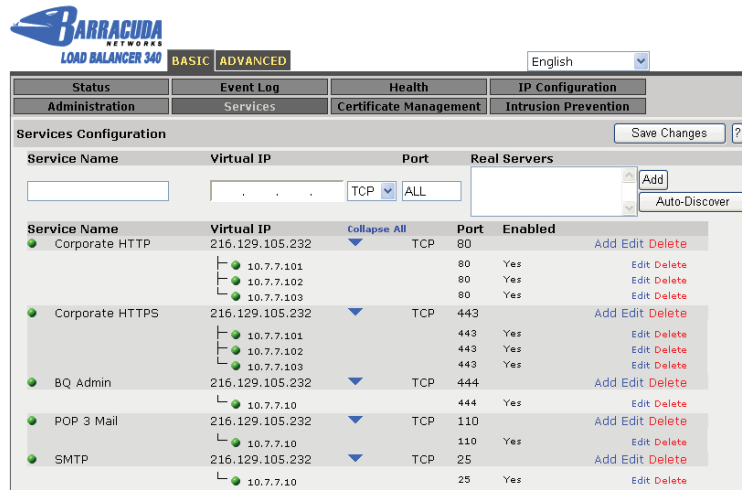 BARRACUDA
NETWORKS
LOAD BALANCER 340 BASIC ADVANCED English
Status Event Log Health IP Configuration
Administration Services Certificate Management Intrusion Prevention
Services Configuration Save Changes ?
Service Name Virtual IP Port Real Servers
. . . TCP ALL Add
Auto-Discover
Service Name Virtual IP Collapse All Port Enabled
Corporate HTTP 216.129.105.232 TCP 80 Add Edit Delete
10.7.7.101 80 Yes Edit Delete
10.7.7.102 80 Yes Edit Delete
10.7.7.103 80 Yes Edit Delete
Corporate HTTPS 216.129.105.232 TCP 443 Add Edit Delete
10.7.7.101 443 Yes Edit Delete
10.7.7.102 443 Yes Edit Delete
10.7.7.103 443 Yes Edit Delete
BQ Admin 216.129.105.232 TCP 444 Add Edit Delete
10.7.7.10 444 Yes Edit Delete
POP 3 Mail 216.129.105.232 TCP 110 Add Edit Delete
10.7.7.10 110 Yes Edit Delete
SMTP 216.129.105.232 TCP 25 Add Edit Delete
10.7.7.10 25 Yes Edit Delete